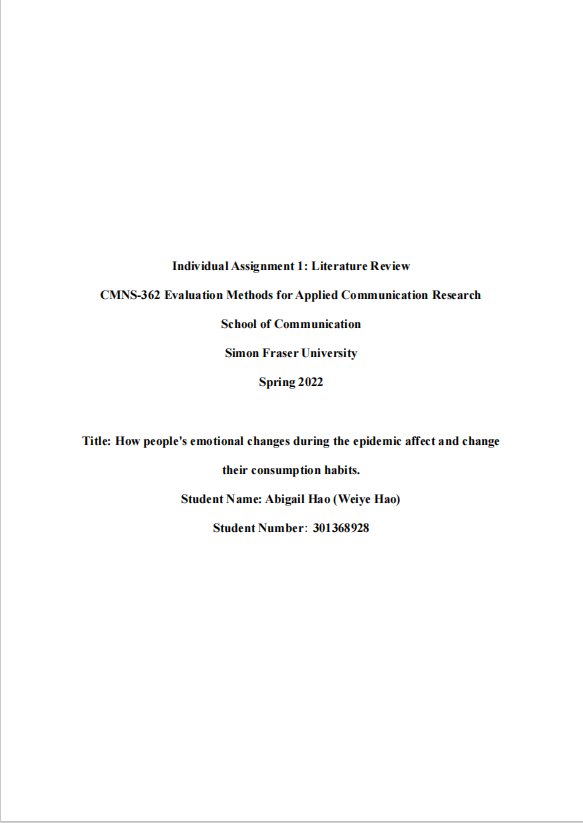 Individual Assignment 1: Literature Review
CMNS-362 Evaluation Methods for Applied Communication Research
School of Communication
Simon Fraser University
Spring 2022
Title: How people's emotional changes during the epidemic affect and change
their consumption habits.
Student Name: Abigail Hao (Weiye Hao)
Student Number: 301368928